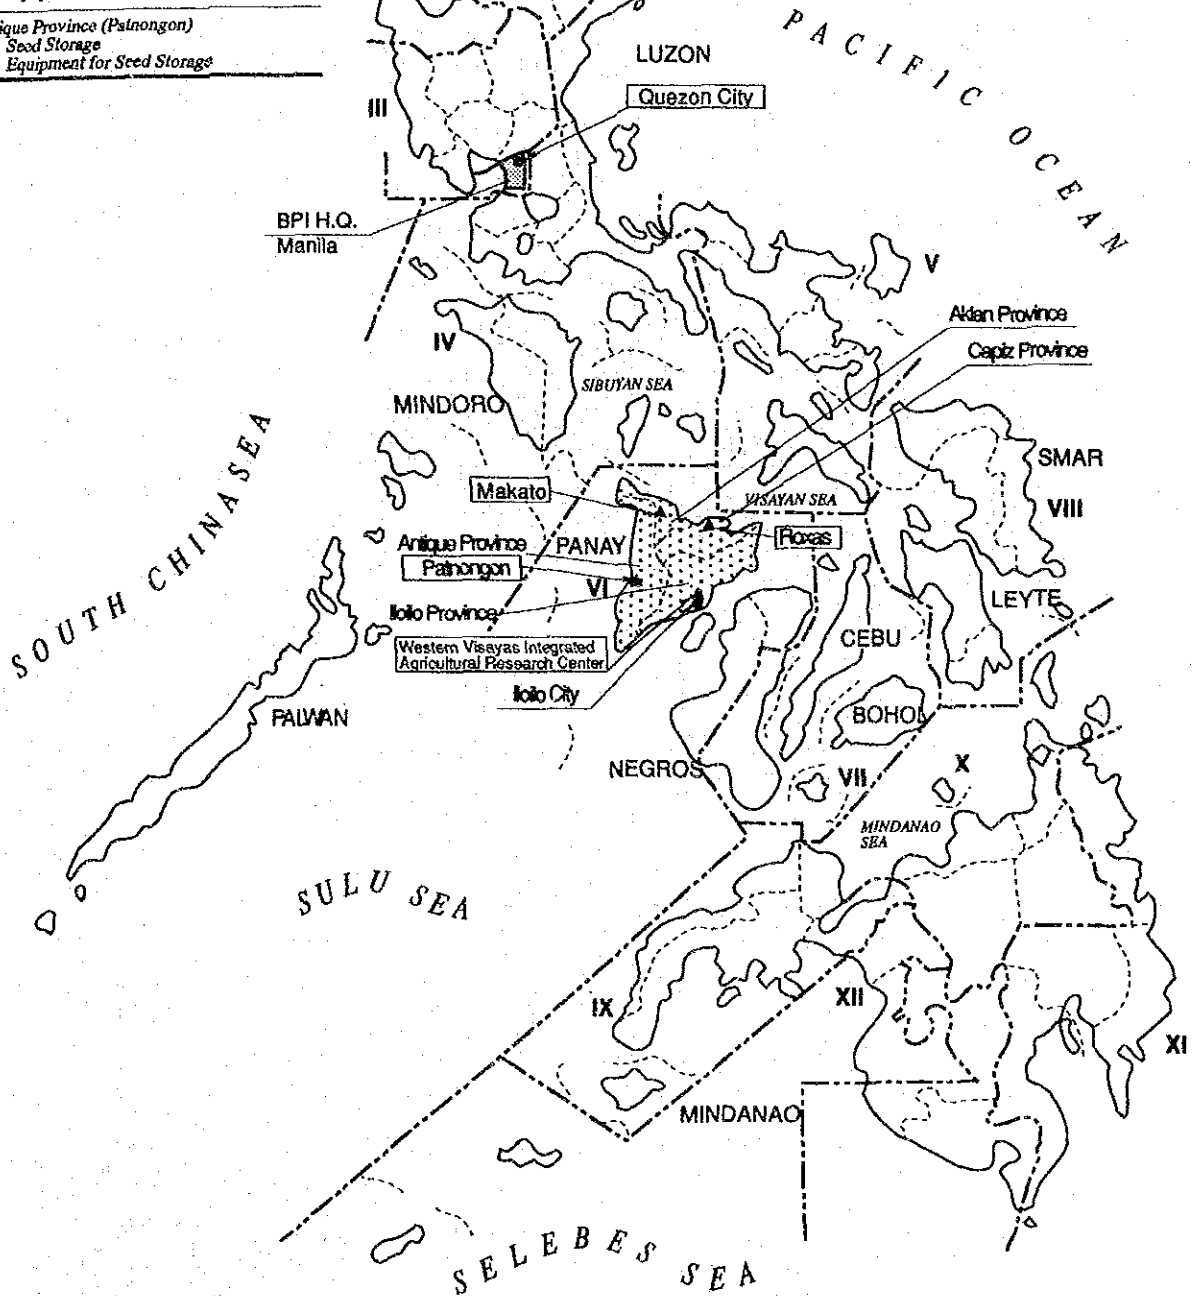 ique Province (Patnongon)
Seed Storage
Equipment for Seed Storage
PACIFIC OCEAN
LUZON
Quezon City
III
BPI H.Q.
Manila
V
Aklan Province
IV
Capiz Province
SIBUYAN SEA
MINDORO
SOUTH CHINASEA
SMAR
Makato
VISAYAN SEA
VIII
Roxas
Antique Province
PANAY
Patnongon
VI
Iloilo Province
LEYTE
CEBU
Western Visayas Integrated
Agricultural Research Center
Iloilo City
PALWAN
BOHOL
NEGROS
VII
X
MINDANAO
SEA
SULU SEA
IX
XII
XI
MINDANAO
SELEBES SEA